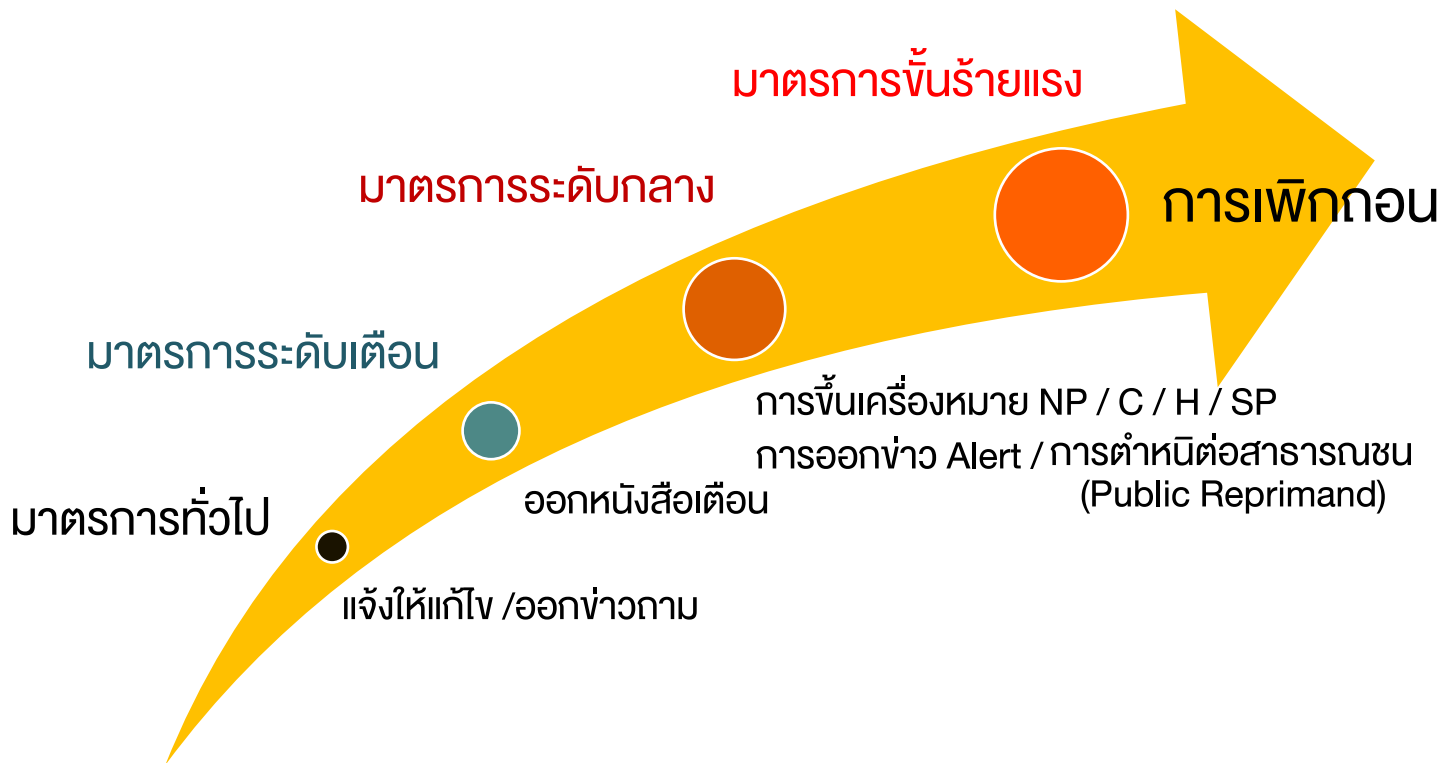 มาตรการขั้นร้ายแรง
การเพิกถอน
มาตรการระดับกลาง
การขึ้นเครื่องหมาย NP / C / H / SP
การออกข่าว Alert / การตำหนิต่อสาธารณชน
(Public Reprimand)
มาตรการระดับเตือน
ออกหนังสือเตือน
มาตรการทั่วไป
แจ้งให้แก้ไข /ออกข่าวถาม